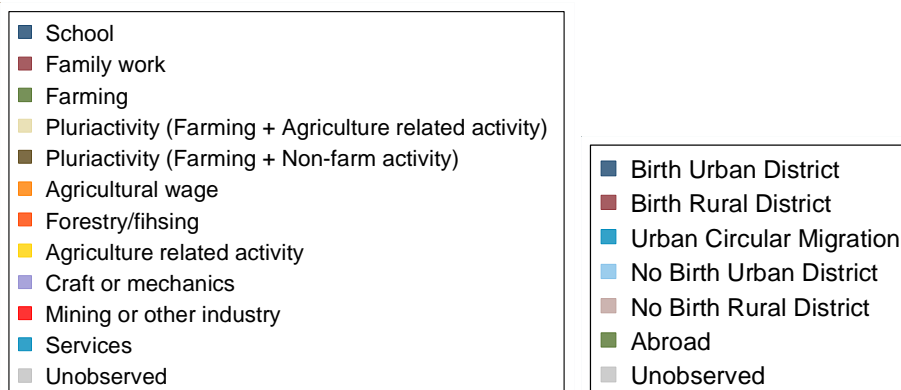 School
Family work
Farming
Pluriactivity (Farming + Agriculture related activity)
Pluriactivity (Farming + Non-farm activity)
Agricultural wage
Forestry/fihsing
Agriculture related activity
Craft or mechanics
Mining or other industry
Services
Unobserved
Birth Urban District
Birth Rural District
Urban Circular Migration
No Birth Urban District
No Birth Rural District
Abroad
Unobserved